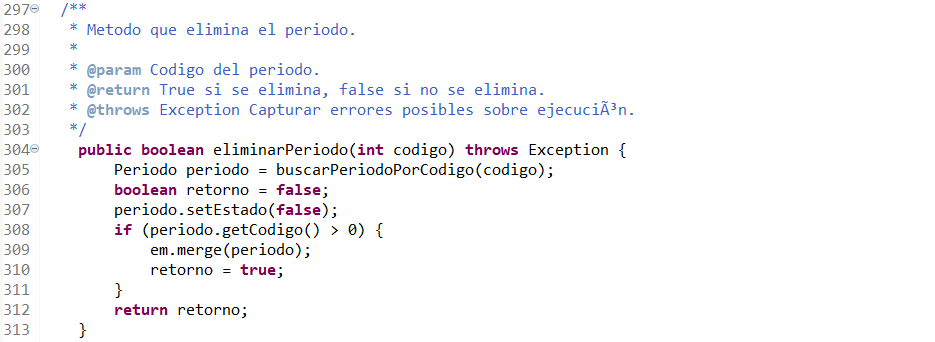 297 /**
298 * Metodo que elimina el periodo.
299 *
300 * @param Codigo del periodo.
301 * @return True si se elimina, false si no se elimina.
302 * @throws Exception Capturar errores posibles sobre ejecuciÃ³n.
303 */
304 public boolean eliminarPeriodo(int codigo) throws Exception {
305 Periodo periodo = buscarPeriodoPorCodigo(codigo);
306 boolean retorno = false;
307 periodo.setEstado(false);
308 if (periodo.getCodigo() > 0) {
309 em.merge(periodo);
310 retorno = true;
311 }
312 return retorno;
313 }